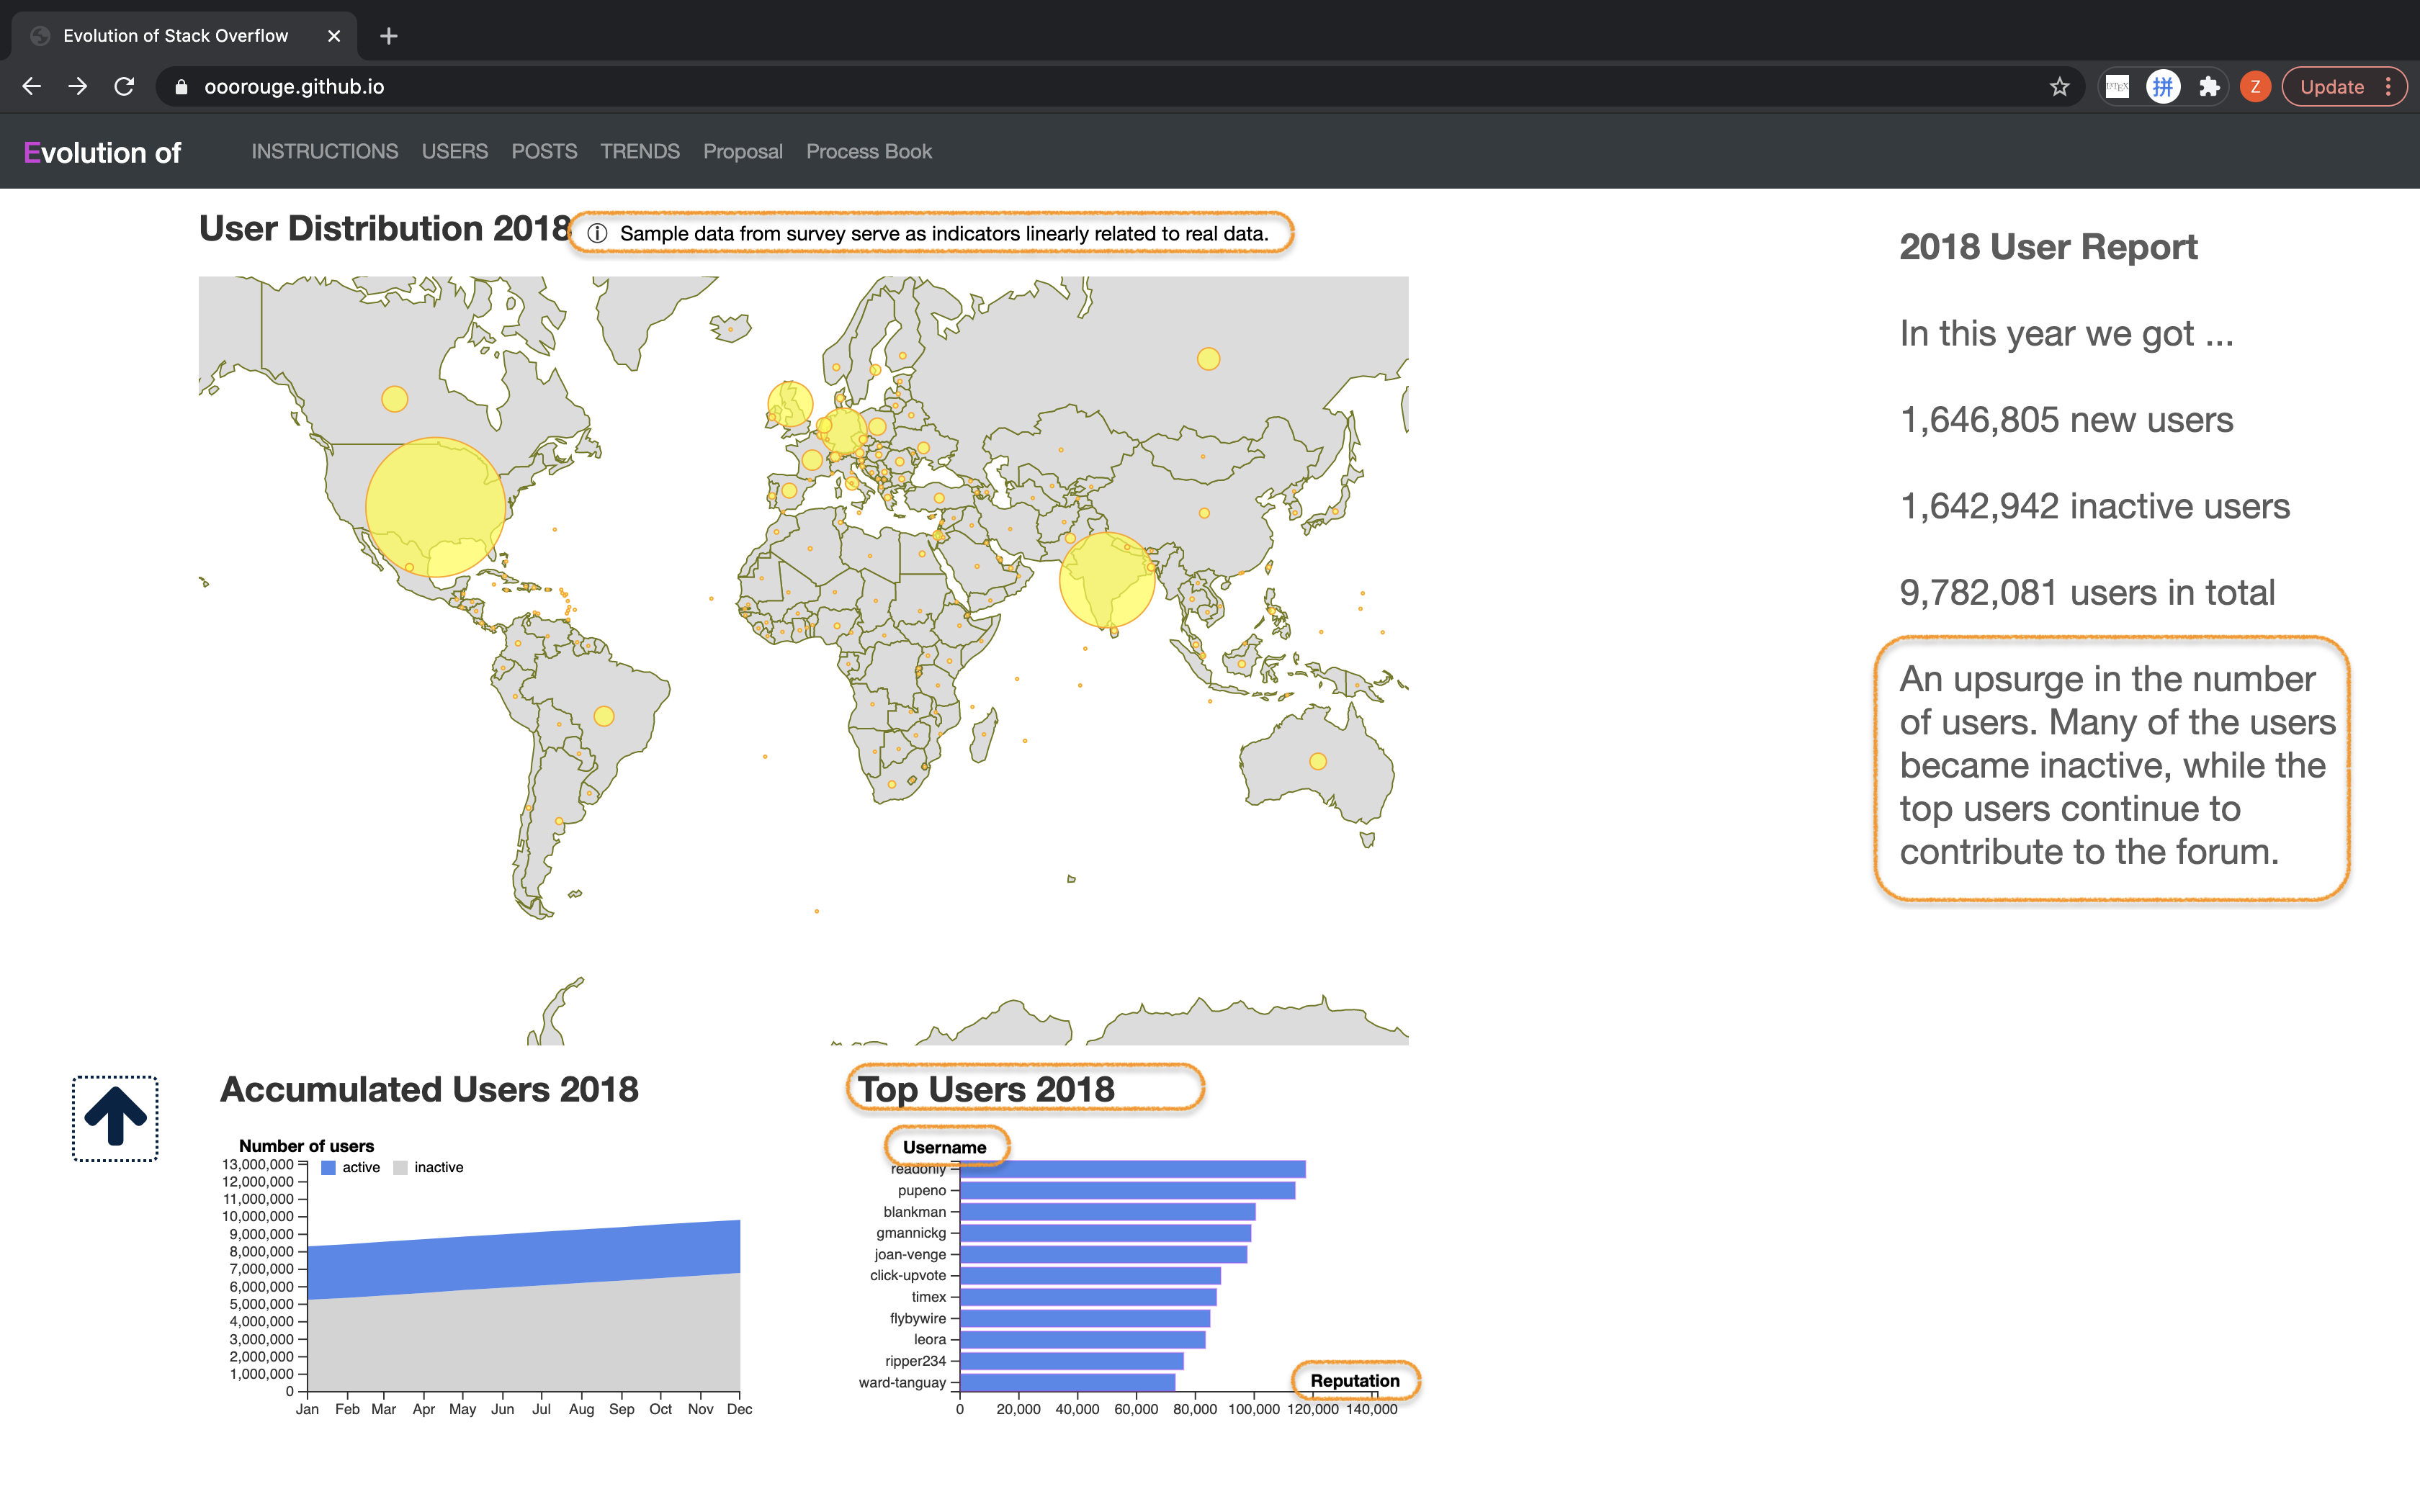 Evolution of Stack Overflow
ooorouge.github.io
LATEX
拼
Z
Update
Evolution of
INSTRUCTIONS USERS POSTS TRENDS Proposal Process Book
User Distribution 2018
Sample data from survey serve as indicators linearly related to real data.
2018 User Report
In this year we got ...
1,646,805 new users
1,642,942 inactive users
9,782,081 users in total
An upsurge in the number
of users. Many of the users
became inactive, while the
top users continue to
contribute to the forum.
Accumulated Users 2018
Number of users
active inactive
13,000,000
12,000,000
11,000,000
10,000,000
9,000,000
8,000,000
7,000,000
6,000,000
5,000,000
4,000,000
3,000,000
2,000,000
1,000,000
0
Jan Feb Mar Apr May Jun Jul Aug Sep Oct Nov Dec
Top Users 2018
Username
readonly
pupeno
blankman
gmannickg
joan-venge
click-upvote
timex
flybywire
leora
ripper234
ward-tanguay
Reputation
0 20,000 40,000 60,000 80,000 100,000 120,000 140,000